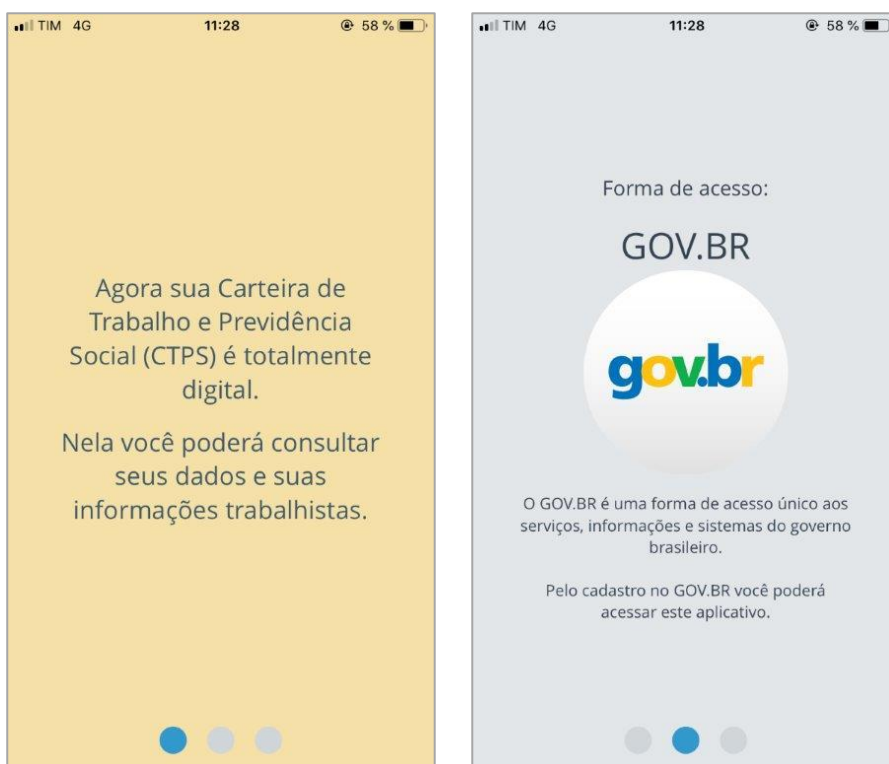 TIM 4G 11:28 58 %
Agora sua Carteira de
Trabalho e Previdência
Social (CTPS) é totalmente
digital.
Nela você poderá consultar
seus dados e suas
informações trabalhistas.
TIM 4G 11:28 58 %
Forma de acesso:
GOV.BR
gov.br
O GOV.BR é uma forma de acesso único aos
serviços, informações e sistemas do governo
brasileiro.
Pelo cadastro no GOV.BR você poderá
acessar este aplicativo.